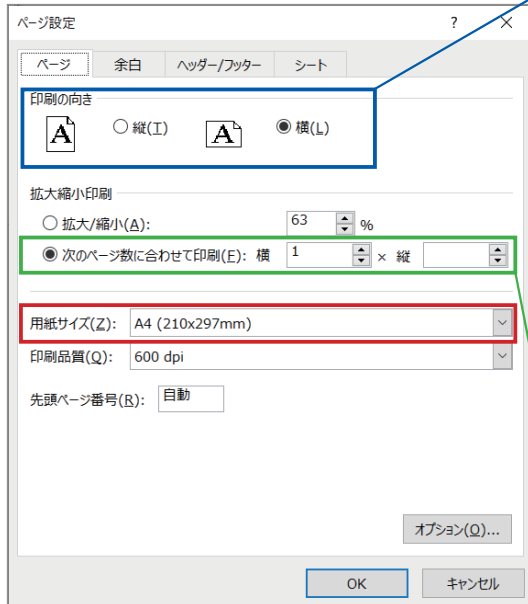 ページ設定 ? ×
ページ 余白 ヘッダー/フッター シート
印刷の向き
A 縦(T) A 横(L)
拡大縮小印刷
拡大/縮小(A): 63 %
次のページ数に合わせて印刷(F): 横 1 × 縦
用紙サイズ(Z): A4 (210x297mm)
印刷品質(Q): 600 dpi
先頭ページ番号(R): 自動
オプション(O)...
OK キャンセル